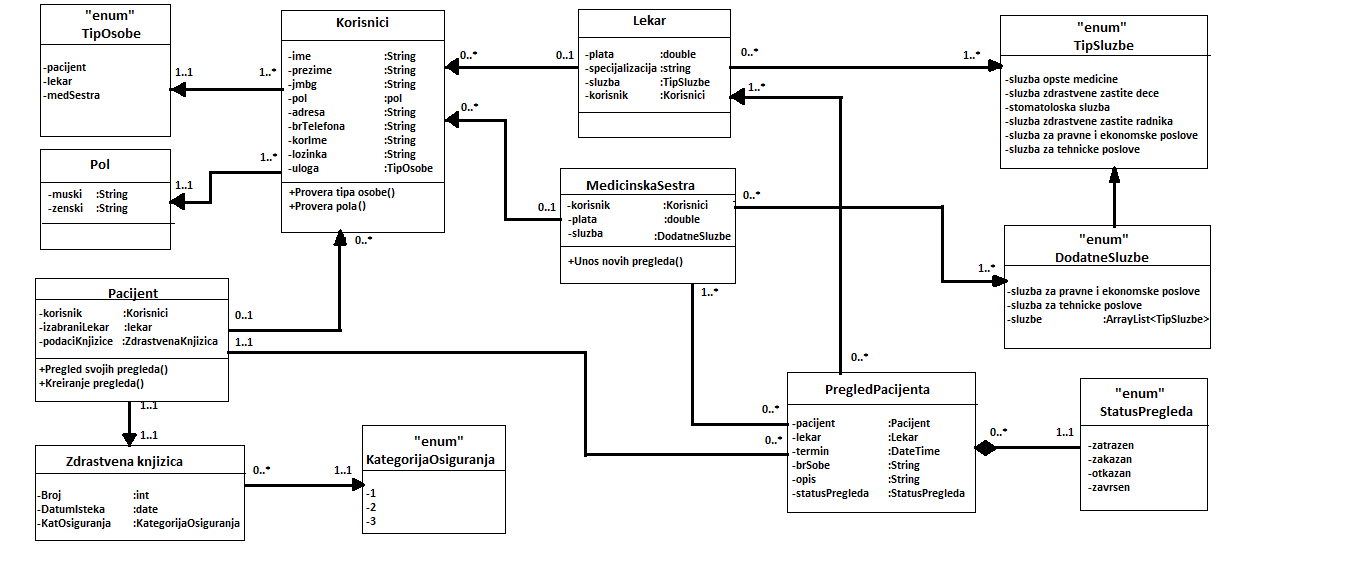 "enum"
TipOsobe
-pacijent
-lekar
-medSestra
1..1
1..*
Korisnici
-ime :String
-prezime :String
-jmbg :String
-pol :pol
-adresa :String
-brTelefona :String
-korIme :String
-lozinka :String
-uloga :TipOsobe
+Provera tipa osobe()
+Provera pola()
0..*
0..1
0..*
Lekar
-plata :double
-specijalizacija :string
-sluzba :TipSluzbe
-korisnik :Korisnici
0..*
1..*
1..*
"enum"
TipSluzbe
-sluzba opste medicine
-sluzba zdrastvene zastite dece
-stomatoloska sluzba
-sluzba zdrastvene zastite radnika
-sluzba za pravne i ekonomske poslove
-sluzba za tehnicke poslove
Pol
-muski :String
-zenski :String
1..1
1..*
MedicinskaSestra
-korisnik :Korisnici
-plata :double
-sluzba :DodatneSluzbe
+Unos novih pregleda()
0..1
0..*
1..*
1..*
"enum"
DodatneSluzbe
-sluzba za pravne i ekonomske poslove
-sluzba za tehnicke poslove
-sluzbe :ArrayList<TipSluzbe>
0..*
Pacijent
-korisnik :Korisnici
-izabraniLekar :lekar
-podaciKnjizice :ZdrastvenaKnjizica
+Pregled svojih pregleda()
+Kreiranje pregleda()
0..1
1..1
1..1
1..1
0..*
0..*
0..*
PregledPacijenta
-pacijent :Pacijent
-lekar :Lekar
-termin :DateTime
-brSobe :String
-opis :String
-statusPregleda :StatusPregleda
0..*
1..1
"enum"
StatusPregleda
-zatrazen
-zakazan
-otkazan
-zavrsen
Zdrastvena knjizica
-Broj :int
-DatumIsteka :date
-KatOsiguranja :KategorijaOsiguranja
0..*
1..1
"enum"
KategorijaOsiguranja
-1
-2
-3